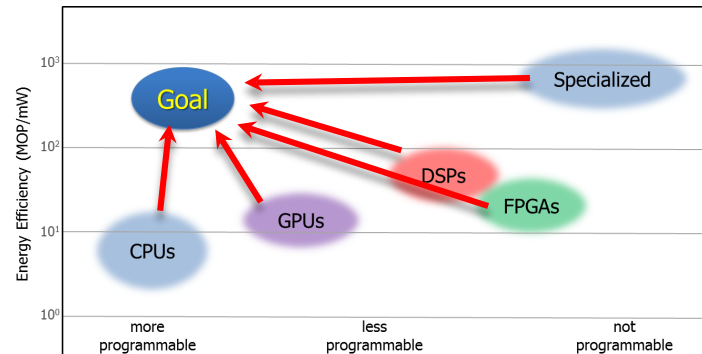 Energy Efficiency (MOP/mW)
10³
10²
10¹
10⁰
Goal
Specialized
DSPs
FPGAs
GPUs
CPUs
more
programmable
less
programmable
not
programmable